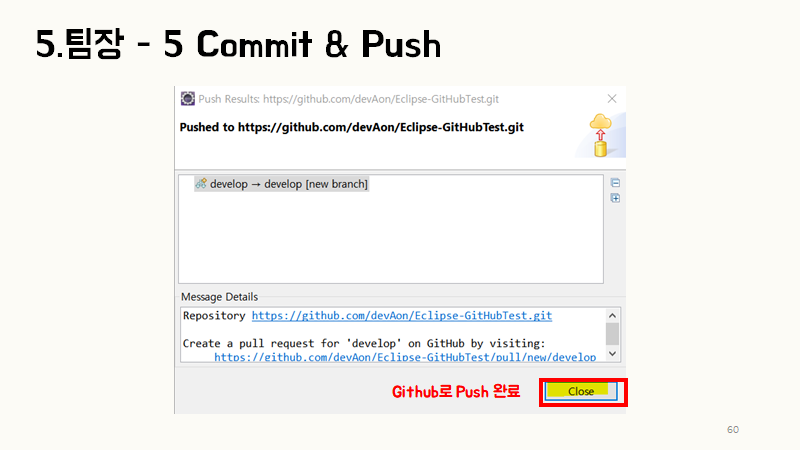 5.팀장 - 5 Commit & Push
Push Results: https://github.com/devAon/Eclipse-GitHubTest.git
Pushed to https://github.com/devAon/Eclipse-GitHubTest.git
develop → develop [new branch]
Message Details
Repository https://github.com/devAon/Eclipse-GitHubTest.git
Create a pull request for 'develop' on GitHub by visiting:
https://github.com/devAon/Eclipse-GitHubTest/pull/new/develop
Github로 Push 완료
Close
60